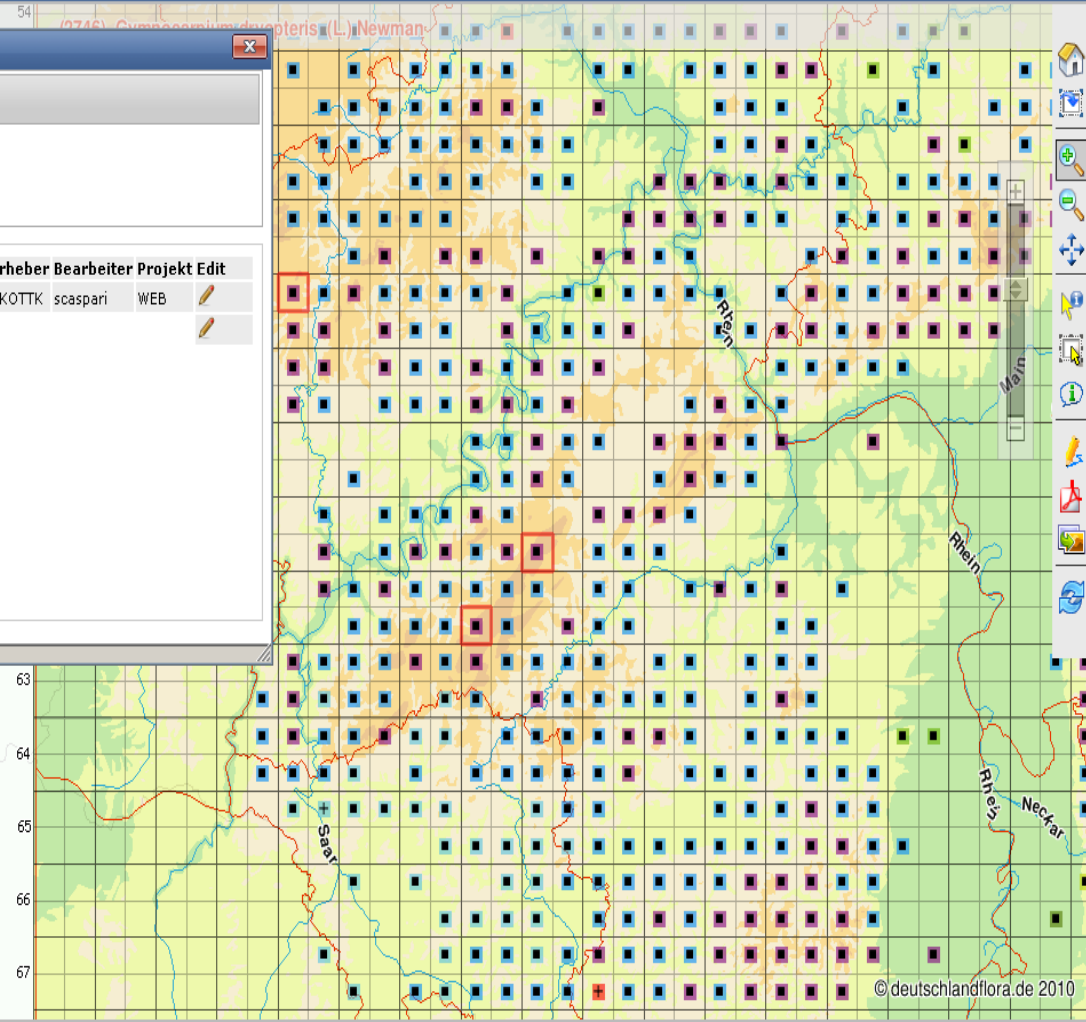 54
(2746) Gymnocarpium dryopteris (L.) Newman
rheber Bearbeiter Projekt Edit
KOTTK scaspari WEB
Rhein
Main
Rhein
63
64
Rhein
Neckar
65
Saar
66
67
© deutschlandflora.de 2010